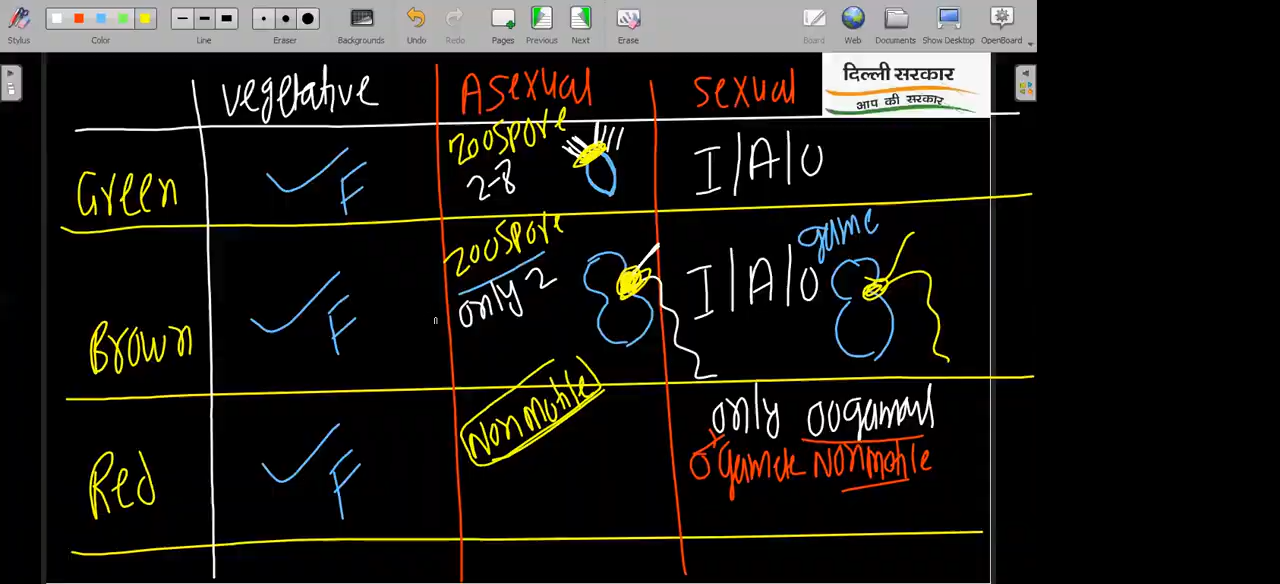 Stylus
Color
Line
Eraser
Backgrounds
Undo
Redo
Pages
Previous
Next
Erase
Board
Web
Documents
Show Desktop
OpenBoard
vegetative
Asexual
sexual
दिल्ली सरकार
आप की सरकार
Green
F
zoospore
2-8
I/A/O
Brown
F
zoospore
only 2
I/A/O
game
Red
F
Nonmotile
only oogamous
♂ gamete Nonmotile